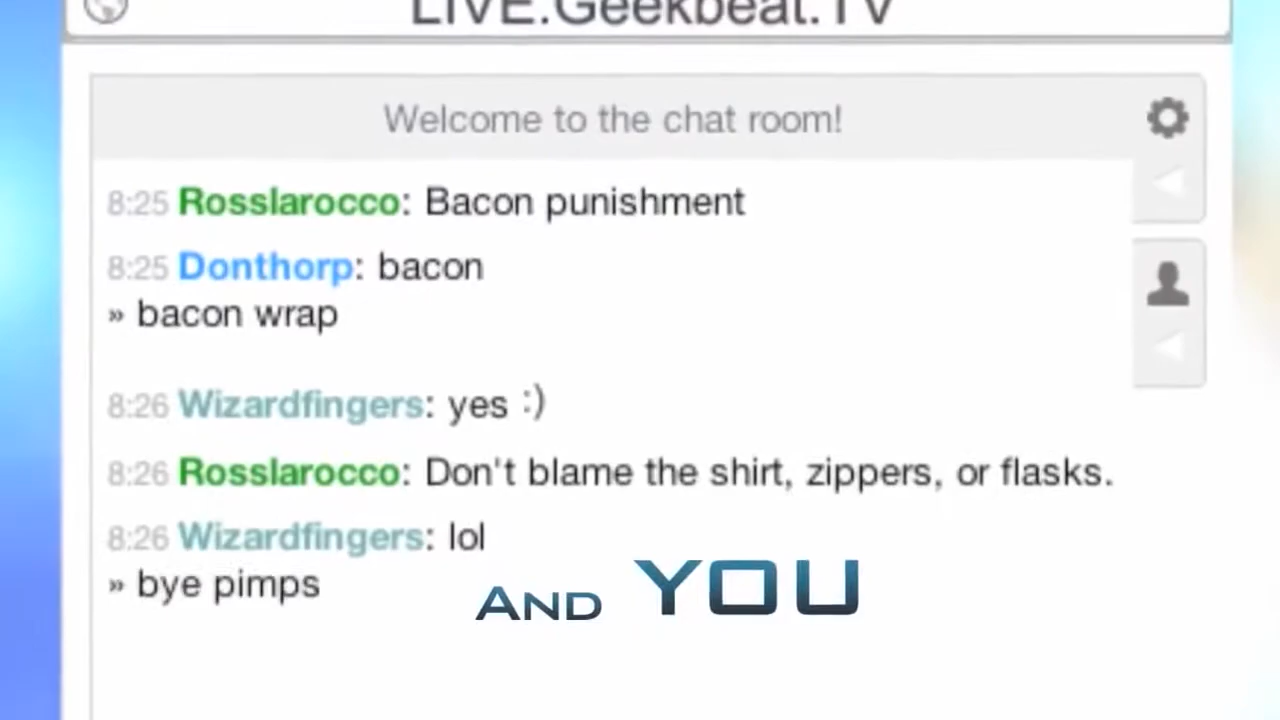 LIVE.Geekbeat.TV
Welcome to the chat room!
8:25 Rosslarocco: Bacon punishment
8:25 Donthorp: bacon
» bacon wrap
8:26 Wizardfingers: yes :)
8:26 Rosslarocco: Don't blame the shirt, zippers, or flasks.
8:26 Wizardfingers: lol
» bye pimps
AND YOU